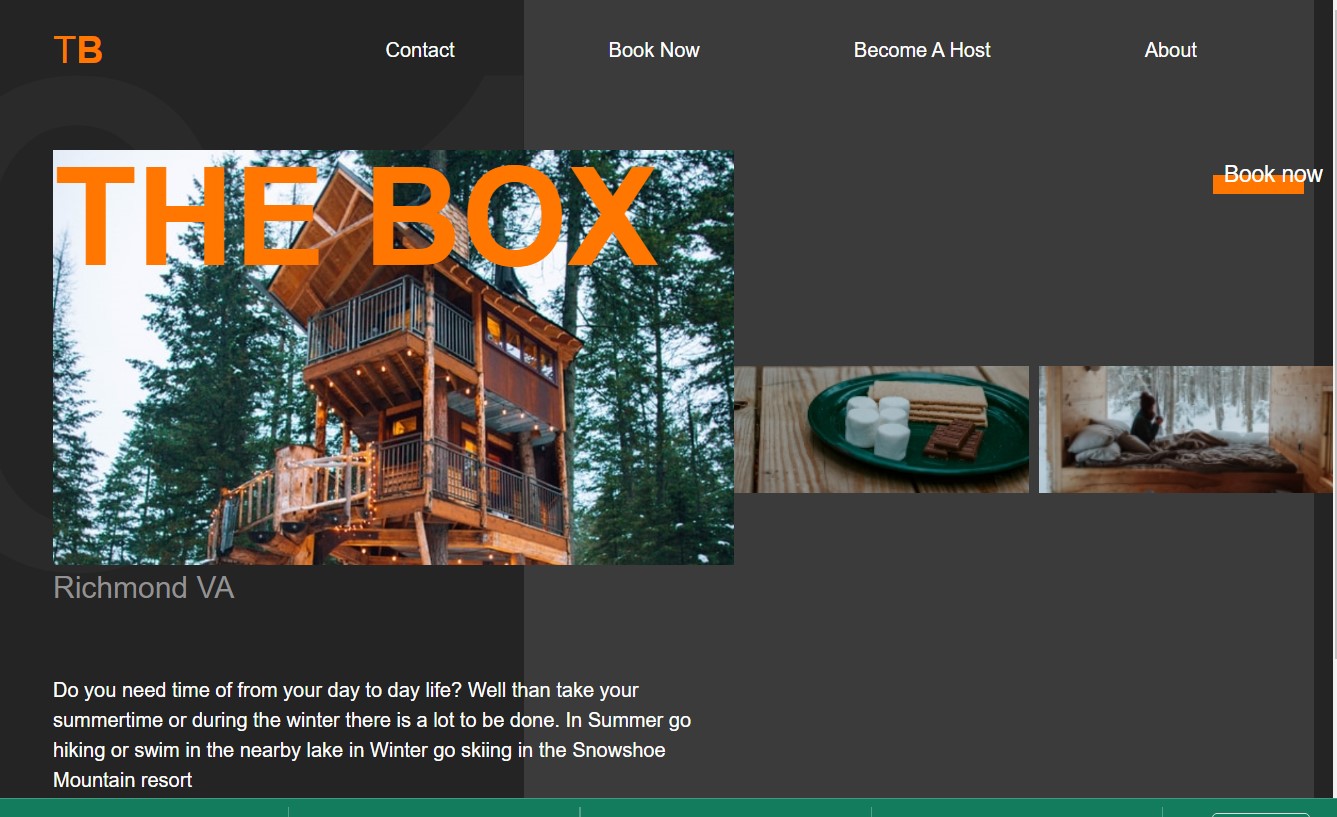 TB
Contact
Book Now
Become A Host
About
THE BOX
Book now
Richmond VA
Do you need time of from your day to day life? Well than take your
summertime or during the winter there is a lot to be done. In Summer go
hiking or swim in the nearby lake in Winter go skiing in the Snowshoe
Mountain resort